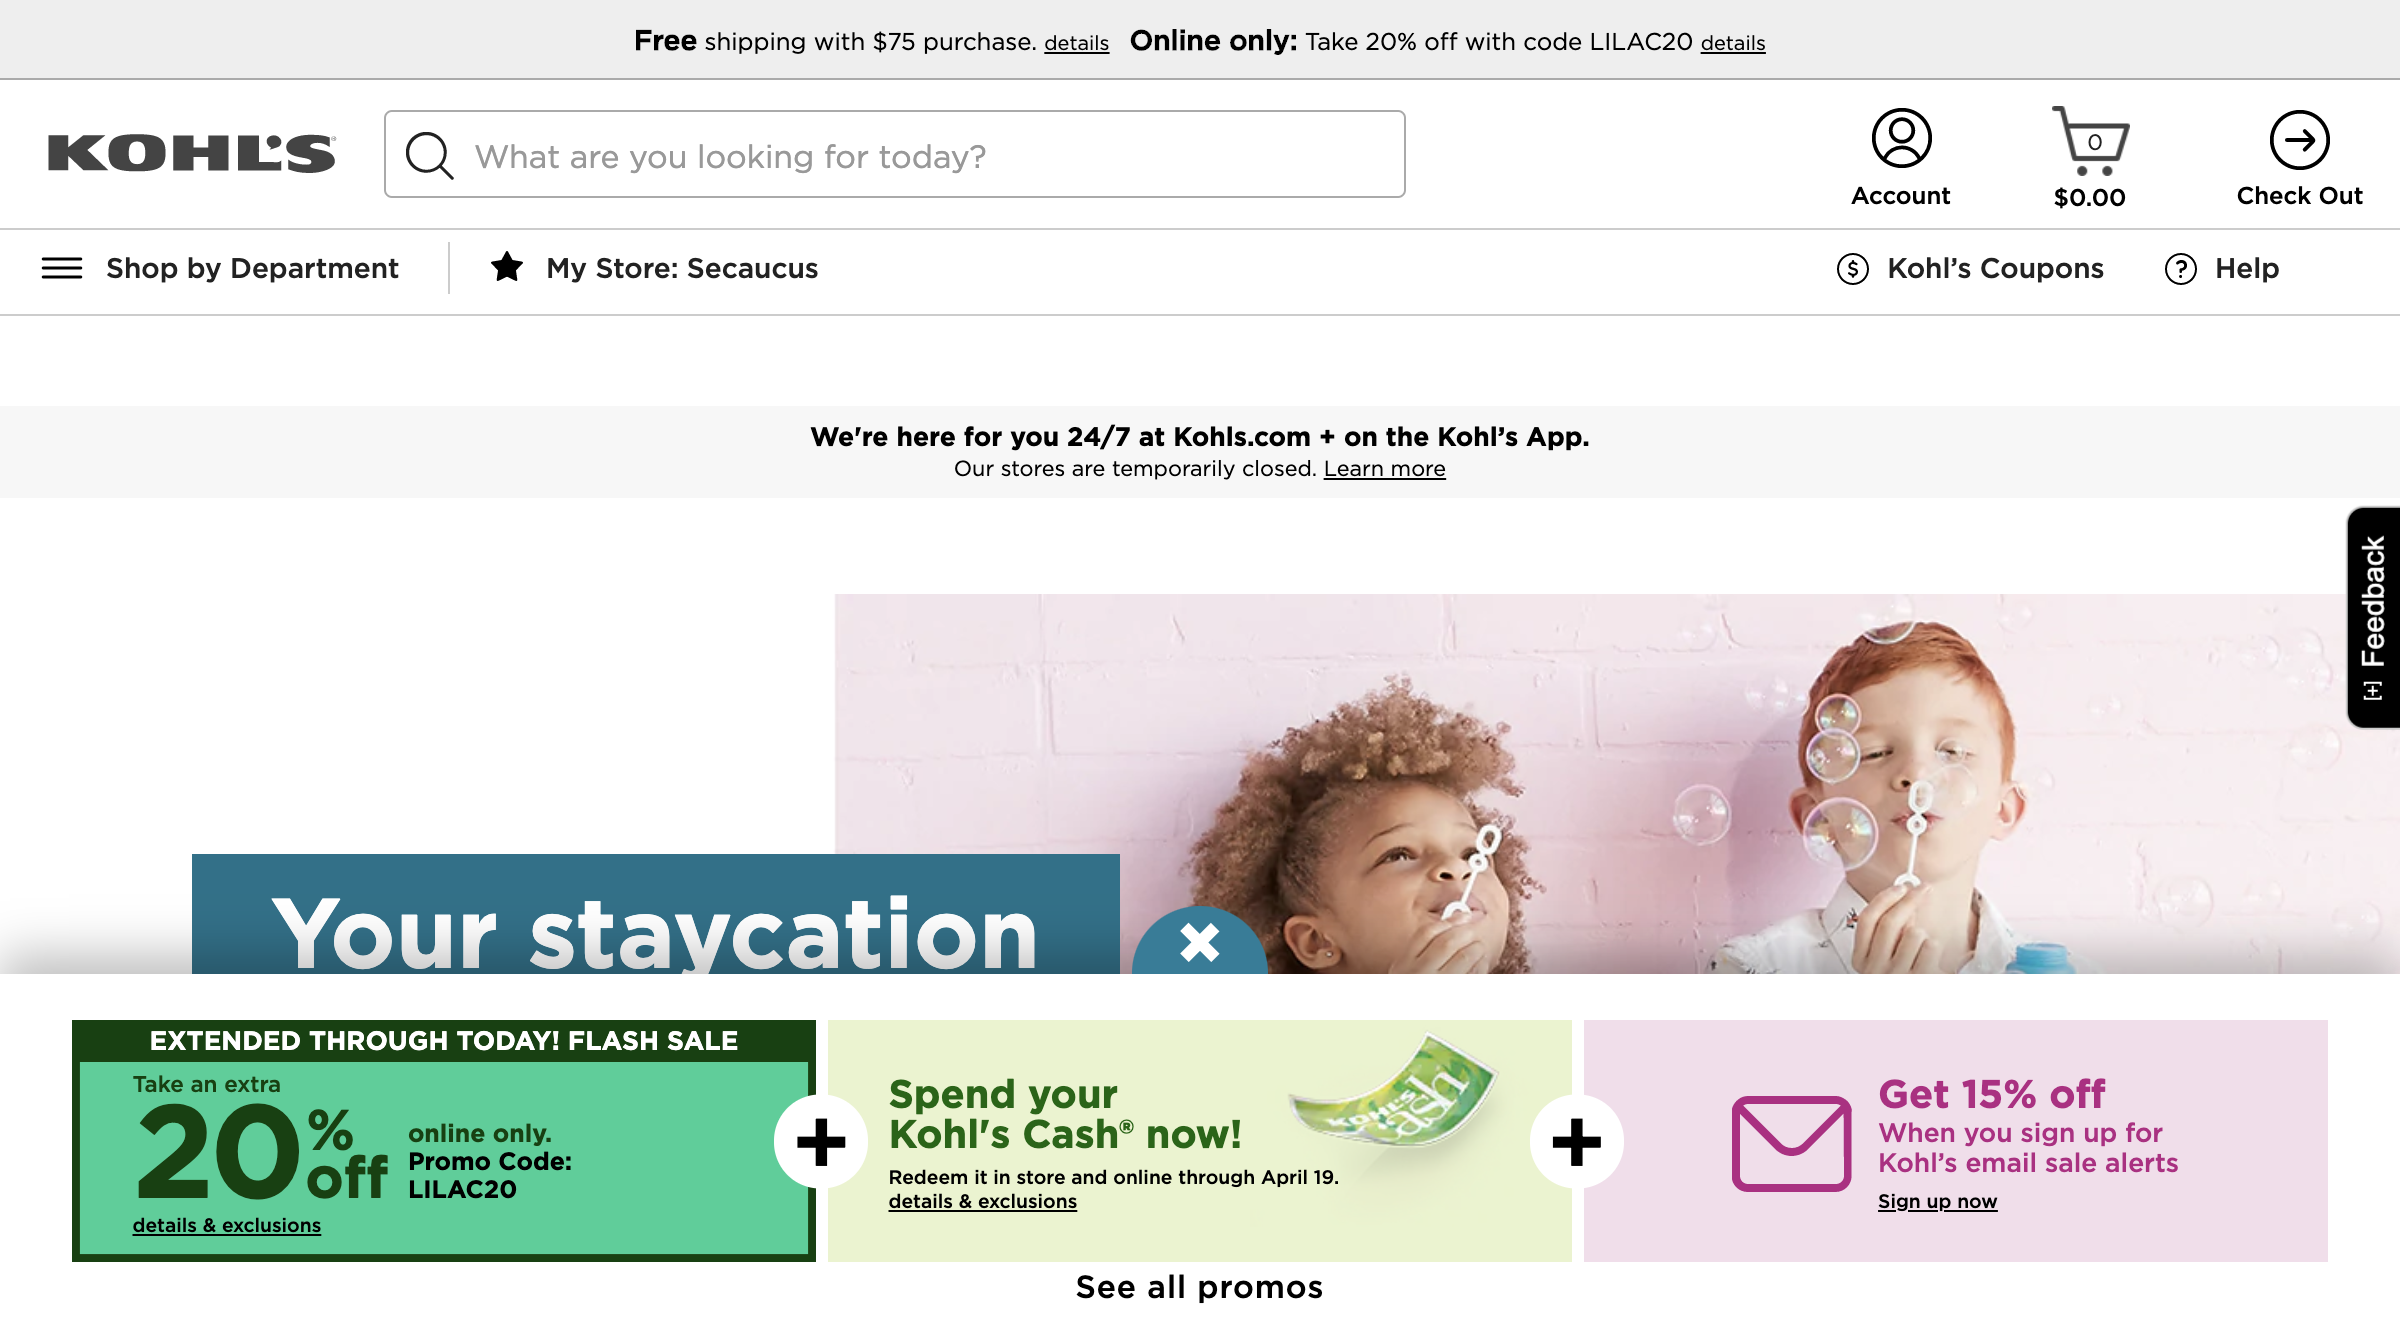 Free shipping with $75 purchase. details Online only: Take 20% off with code LILAC20 details
KOHL'S
What are you looking for today?
Account
0
$0.00
Check Out
Shop by Department
My Store: Secaucus
$ Kohl’s Coupons
? Help
We're here for you 24/7 at Kohls.com + on the Kohl’s App.
Our stores are temporarily closed. Learn more
[+] Feedback
Your staycation
EXTENDED THROUGH TODAY! FLASH SALE
Take an extra
20% off
online only.
Promo Code:
LILAC20
details & exclusions
+
Spend your
Kohl's Cash® now!
Redeem it in store and online through April 19.
details & exclusions
KOHL'S
cash
+
Get 15% off
When you sign up for
Kohl’s email sale alerts
Sign up now
See all promos